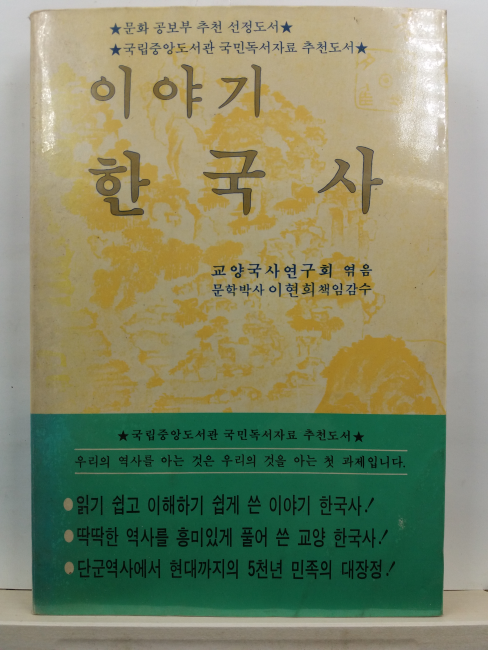 ★문화 공보부 추천 선정도서★
★국립중앙도서관 국민독서자료 추천도서★
이야기
한국사
교양국사연구회 엮음
문학박사 이현희 책임감수
★국립중앙도서관 국민독서자료 추천도서★
우리의 역사를 아는 것은 우리의 것을 아는 첫 과제입니다.
●읽기 쉽고 이해하기 쉽게 쓴 이야기 한국사!
●딱딱한 역사를 흥미있게 풀어 쓴 교양 한국사!
●단군역사에서 현대까지의 5천년 민족의 대장정!